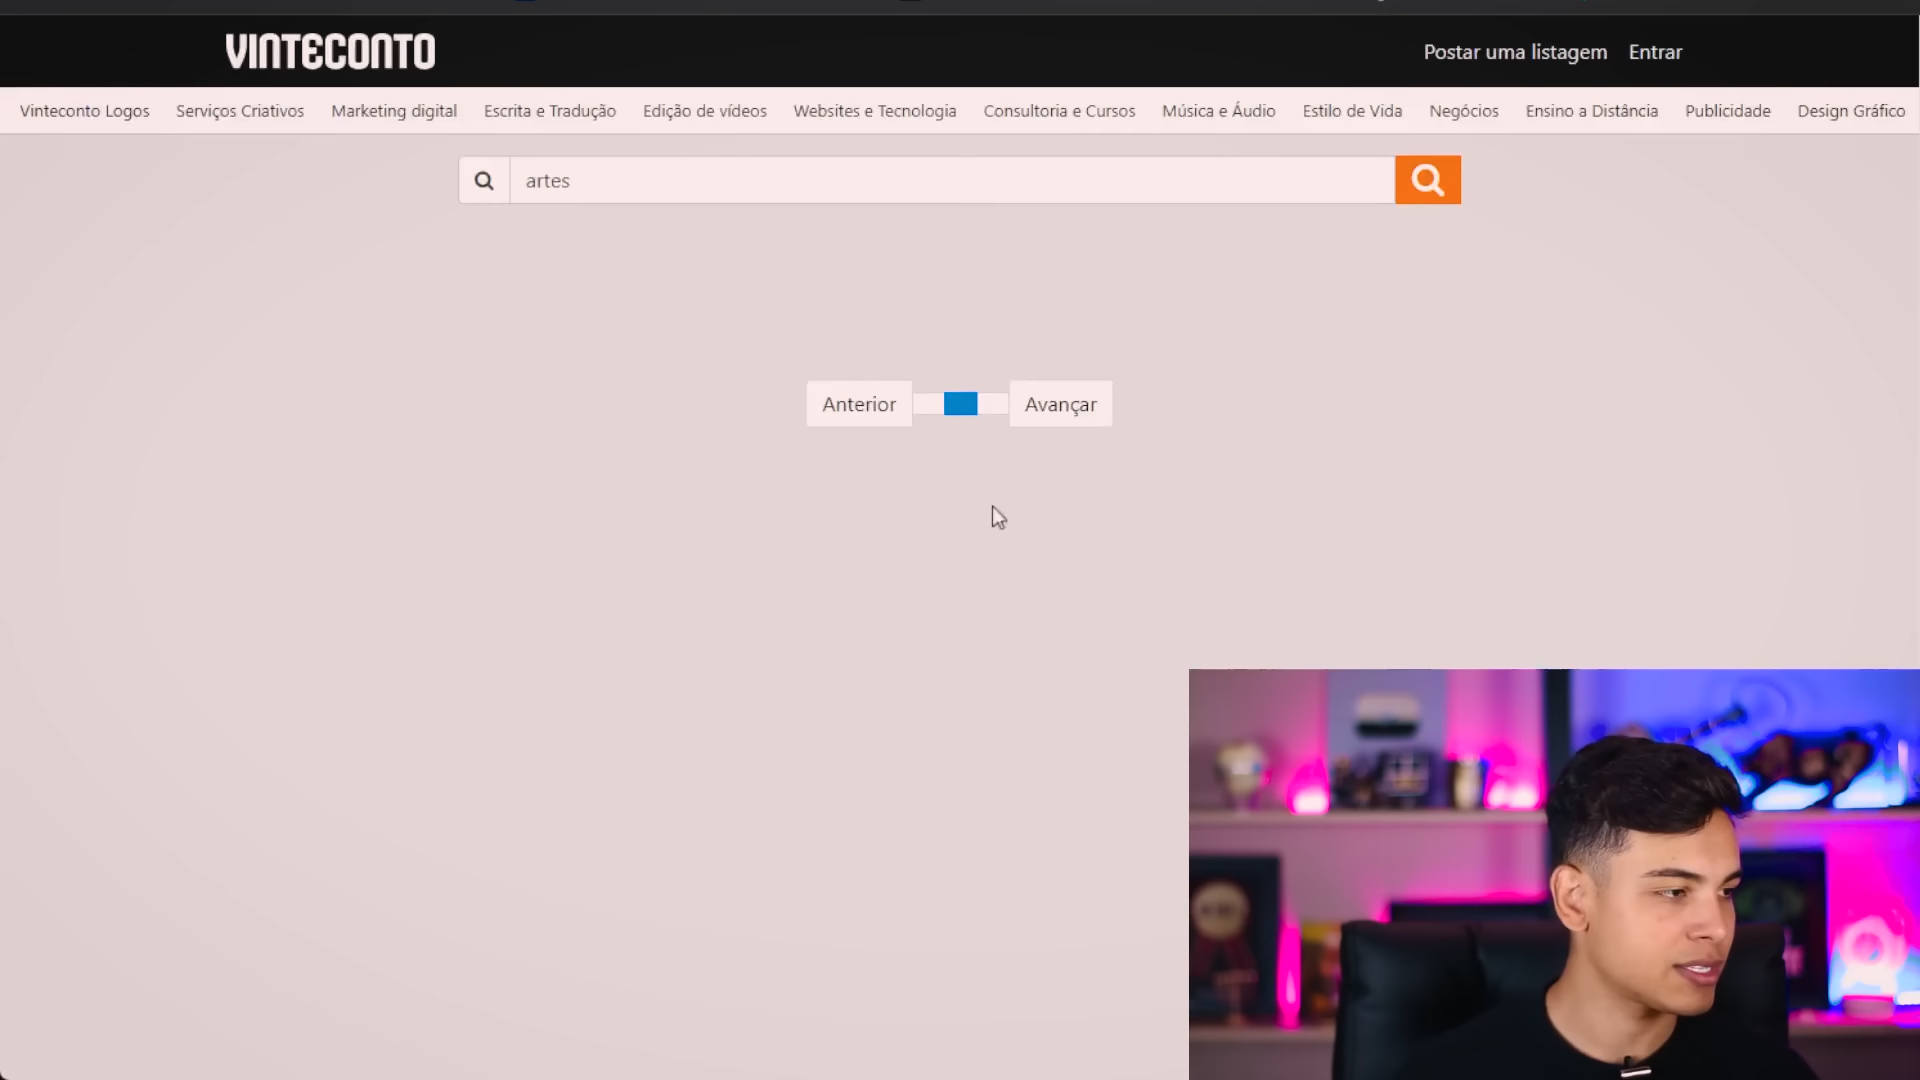 VINTECONTO
Postar uma listagem Entrar
Vinteconto Logos Serviços Criativos Marketing digital Escrita e Tradução Edição de vídeos Websites e Tecnologia Consultoria e Cursos Música e Áudio Estilo de Vida Negócios Ensino a Distância Publicidade Design Gráfico
artes
Anterior Avançar